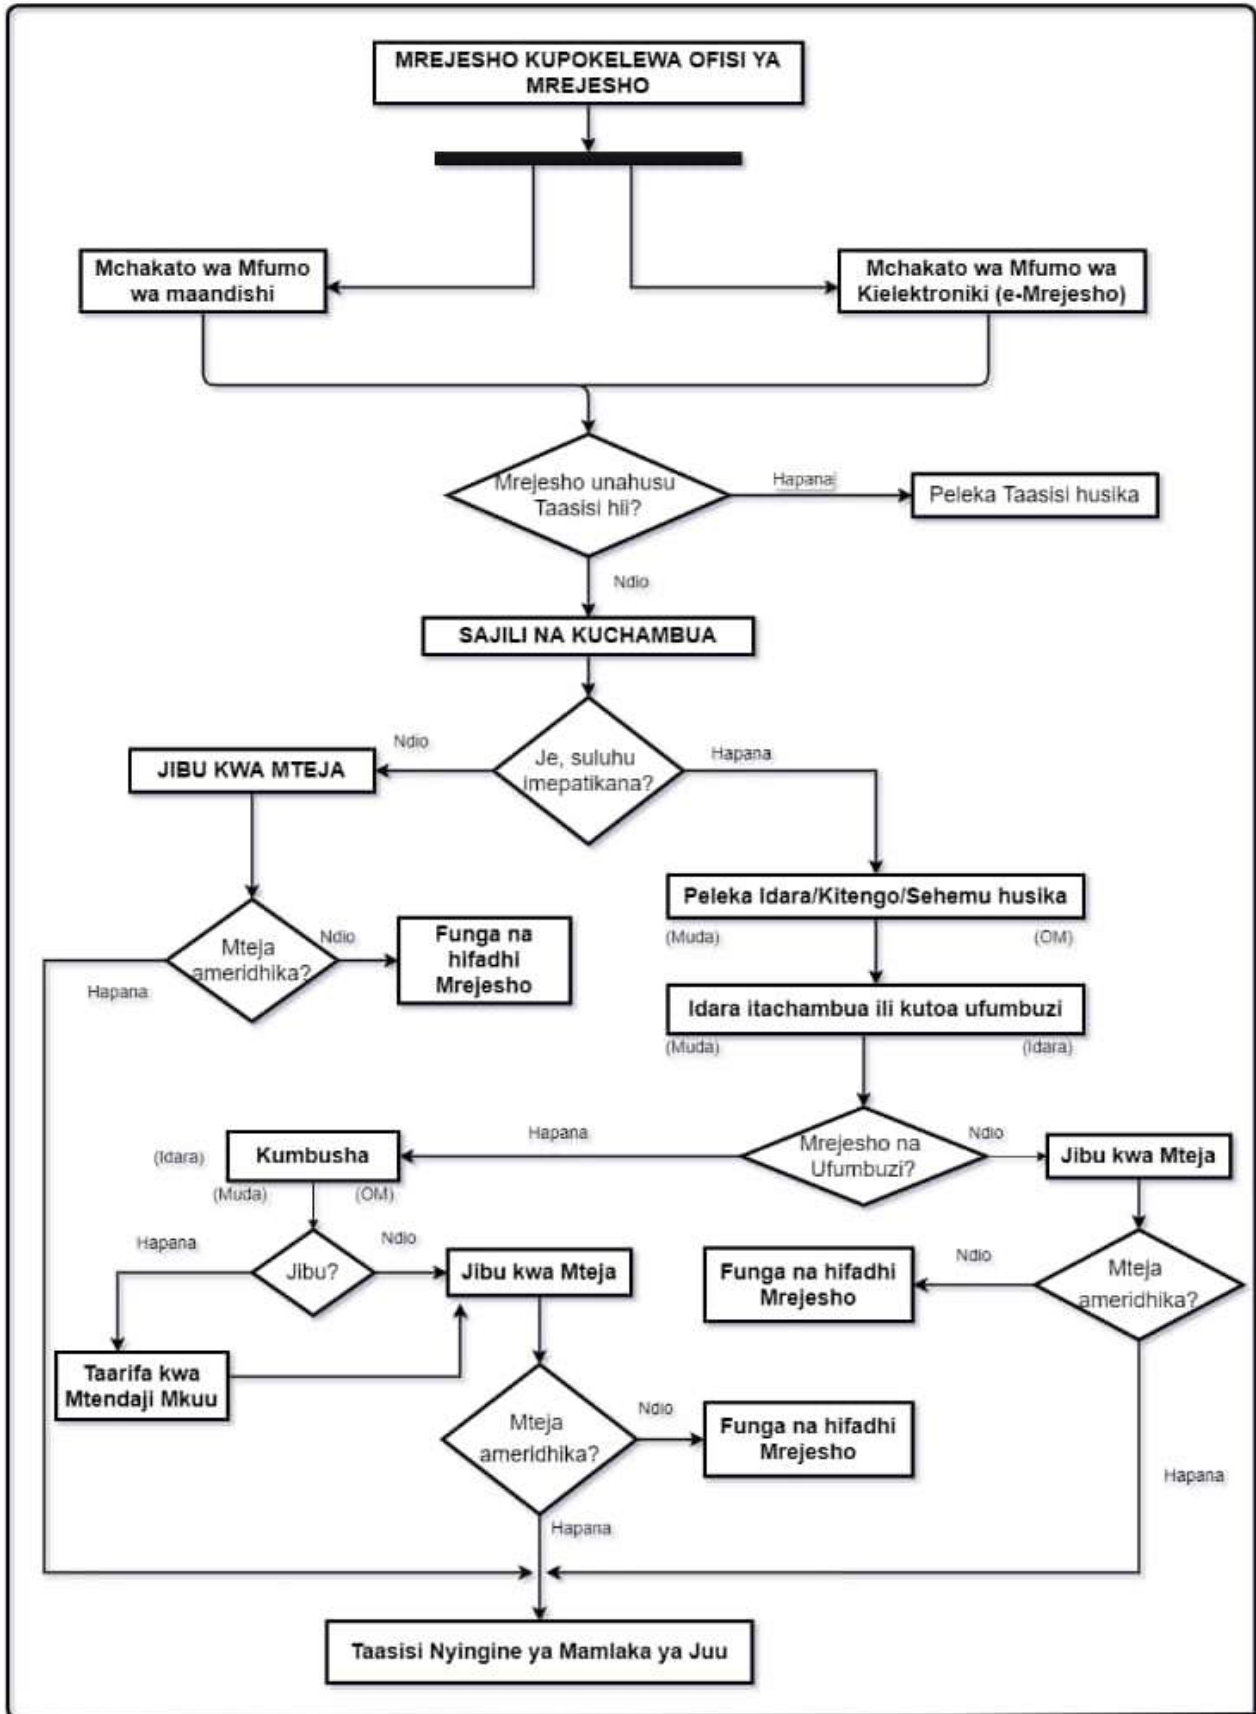 MREJESHO KUPOKELEWA OFISI YA
MREJESHO
Mchakato wa Mfumo
wa maandishi
Mchakato wa Mfumo wa
Kielektroniki (e-Mrejesho)
Mrejesho unahusu
Taasisi hii?
Hapana
Peleka Taasisi husika
Ndio
SAJILI NA KUCHAMBUA
Ndio
Je, suluhu
imepatikana?
Hapana
JIBU KWA MTEJA
Peleka Idara/Kitengo/Sehemu husika
(Muda) (OM)
Mteja
ameridhika?
Ndio
Hapana
Funga na
hifadhi
Mrejesho
Idara itachambua ili kutoa ufumbuzi
(Muda) (Idara)
Mrejesho na
Ufumbuzi?
Hapana
Ndio
Jibu kwa Mteja
(Idara)
Kumbusha
(Muda) (OM)
Hapana
Jibu?
Ndio
Jibu kwa Mteja
Funga na hifadhi
Mrejesho
Ndio
Mteja
ameridhika?
Taarifa kwa
Mtendaji Mkuu
Mteja
ameridhika?
Ndio
Funga na hifadhi
Mrejesho
Hapana
Hapana
Taasisi Nyingine ya Mamlaka ya Juu